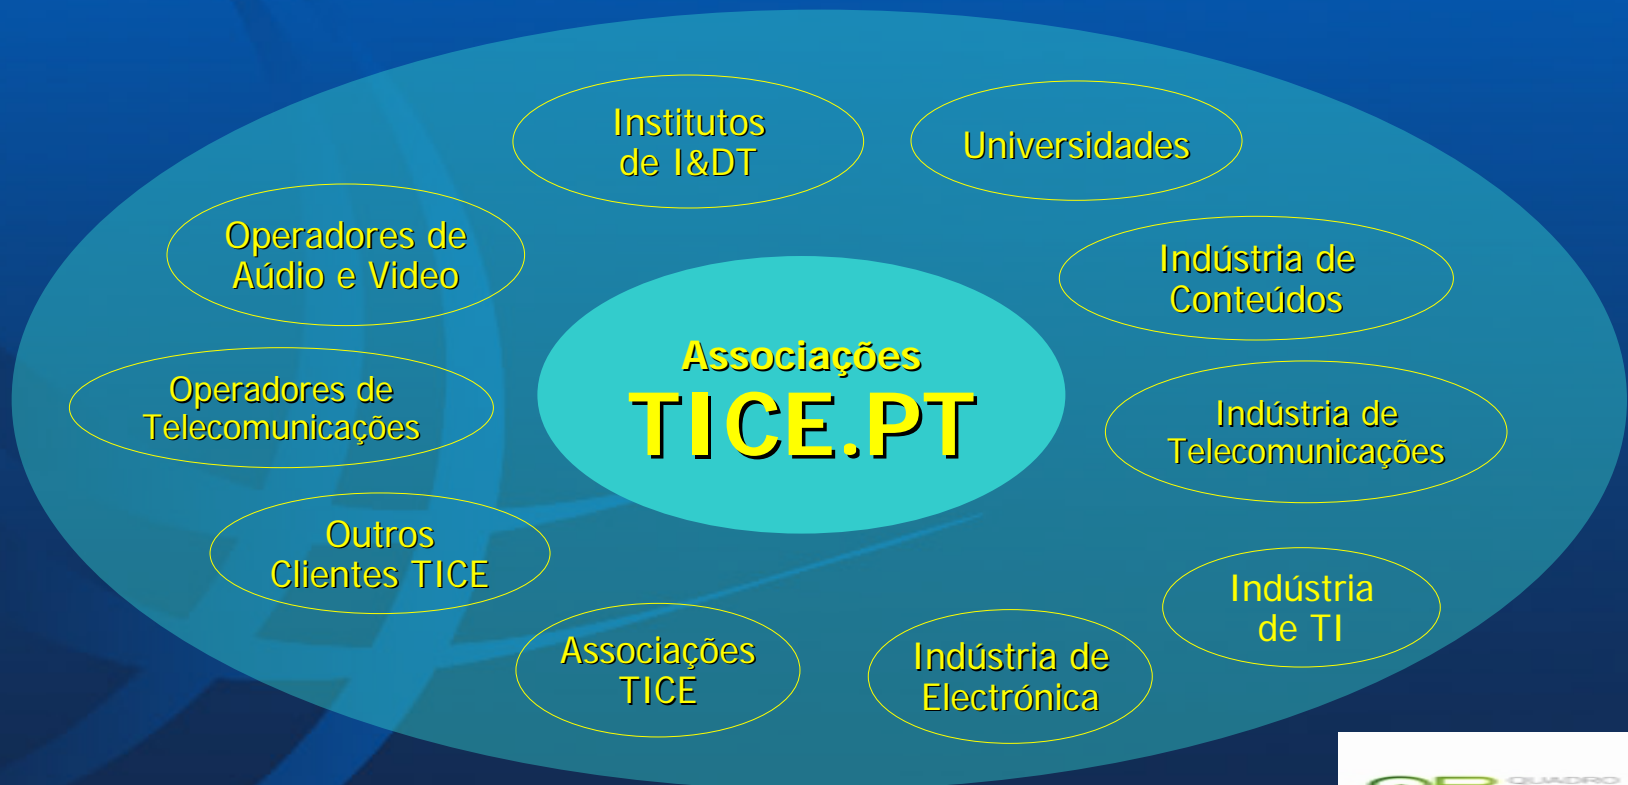 Institutos
de I&DT
Universidades
Operadores de
Aúdio e Video
Indústria de
Conteúdos
Associações
TICE.PT
Operadores de
Telecomunicações
Indústria de
Telecomunicações
Outros
Clientes TICE
Indústria
de TI
Associações
TICE
Indústria de
Electrónica
QUADRO